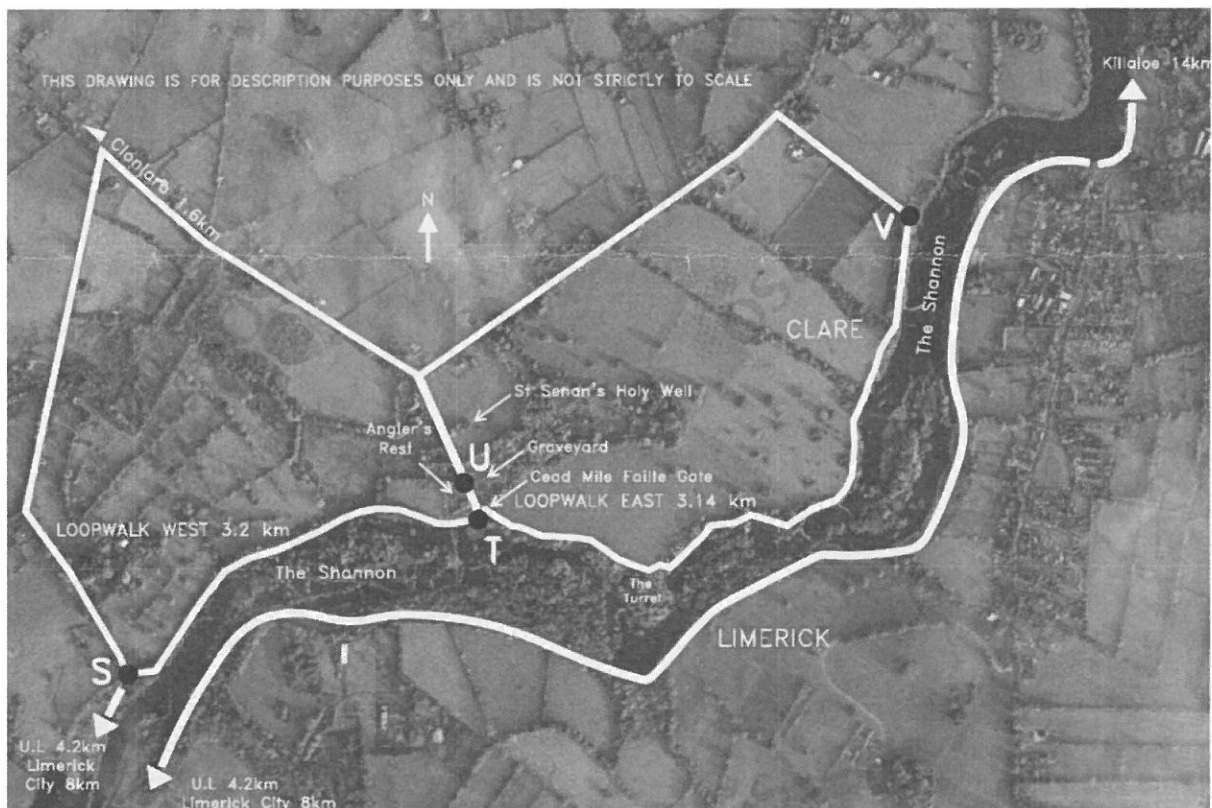 THIS DRAWING IS FOR DESCRIPTION PURPOSES ONLY AND IS NOT STRICTLY TO SCALE
Killaloe 14km
Clonlara 1.6km
N
V
The Shannon
CLARE
St Senan's Holy Well
Angler's
Rest
U
Graveyard
Cead Mile Failte Gate
LOOPWALK EAST 3.14 km
LOOPWALK WEST 3.2 km
T
The Shannon
The
Turret
LIMERICK
S
U.L 4.2km
Limerick
City 8km
U.L 4.2km
Limerick City 8km